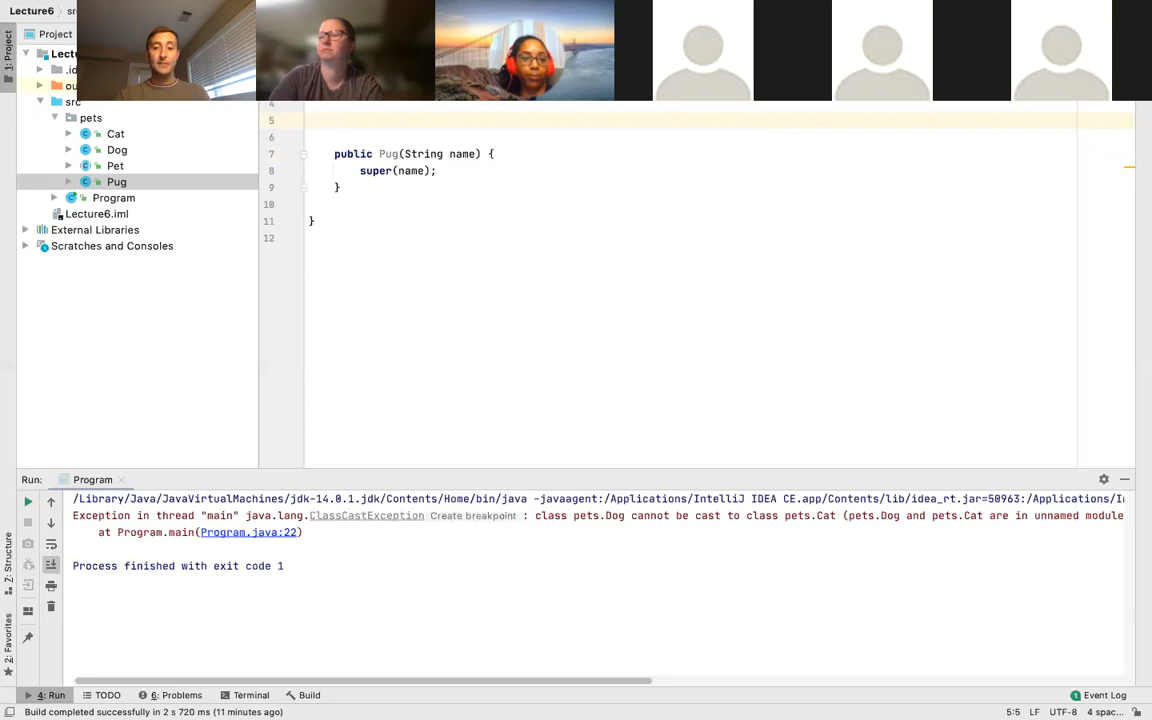 Lecture6
Project
1: Project
Lectu
.id
ou
src
pets
Cat
Dog
Pet
Pug
Program
Lecture6.iml
External Libraries
Scratches and Consoles
4
5
6
7 public Pug(String name) {
8 super(name);
9 }
10
11 }
12
Run: Program
/Library/Java/JavaVirtualMachines/jdk-14.0.1.jdk/Contents/Home/bin/java -javaagent:/Applications/IntelliJ IDEA CE.app/Contents/lib/idea_rt.jar=50963:/Applications/In
Exception in thread "main" java.lang.ClassCastException Create breakpoint : class pets.Dog cannot be cast to class pets.Cat (pets.Dog and pets.Cat are in unnamed module
at Program.main(Program.java:22)
Process finished with exit code 1
Z: Structure
2: Favorites
4: Run TODO 6: Problems Terminal Build 1 Event Log
Build completed successfully in 2 s 720 ms (11 minutes ago) 5:5 LF UTF-8 4 spac...